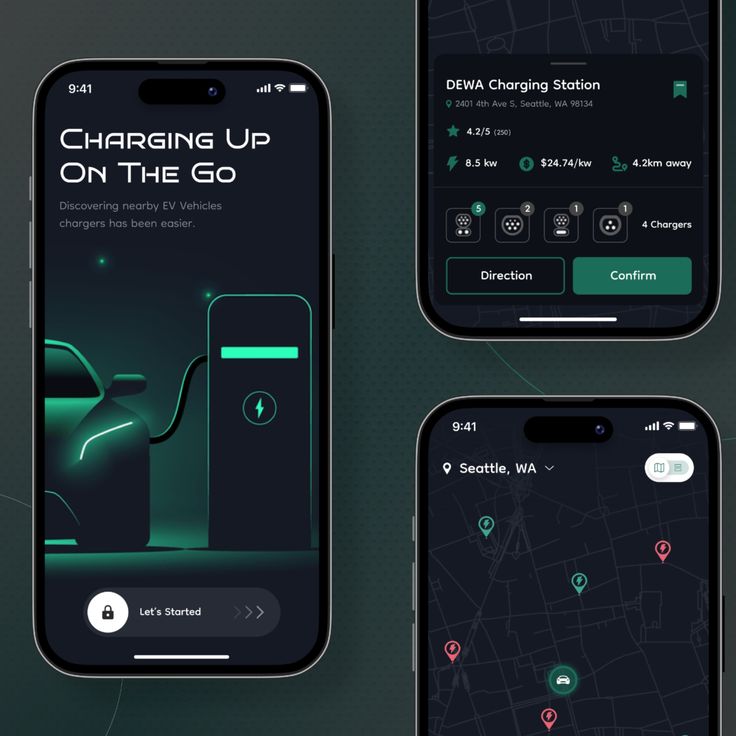 9:41
Charging Up
On The Go
Discovering nearby EV Vehicles
chargers has been easier.
Let's Started
DEWA Charging Station
2401 4th Ave S, Seattle, WA 98134
4.2/5 (250)
8.5 kw $24.74/kw 4.2km away
5 2 1 1
4 Chargers
Direction Confirm
9:41
Seattle, WA